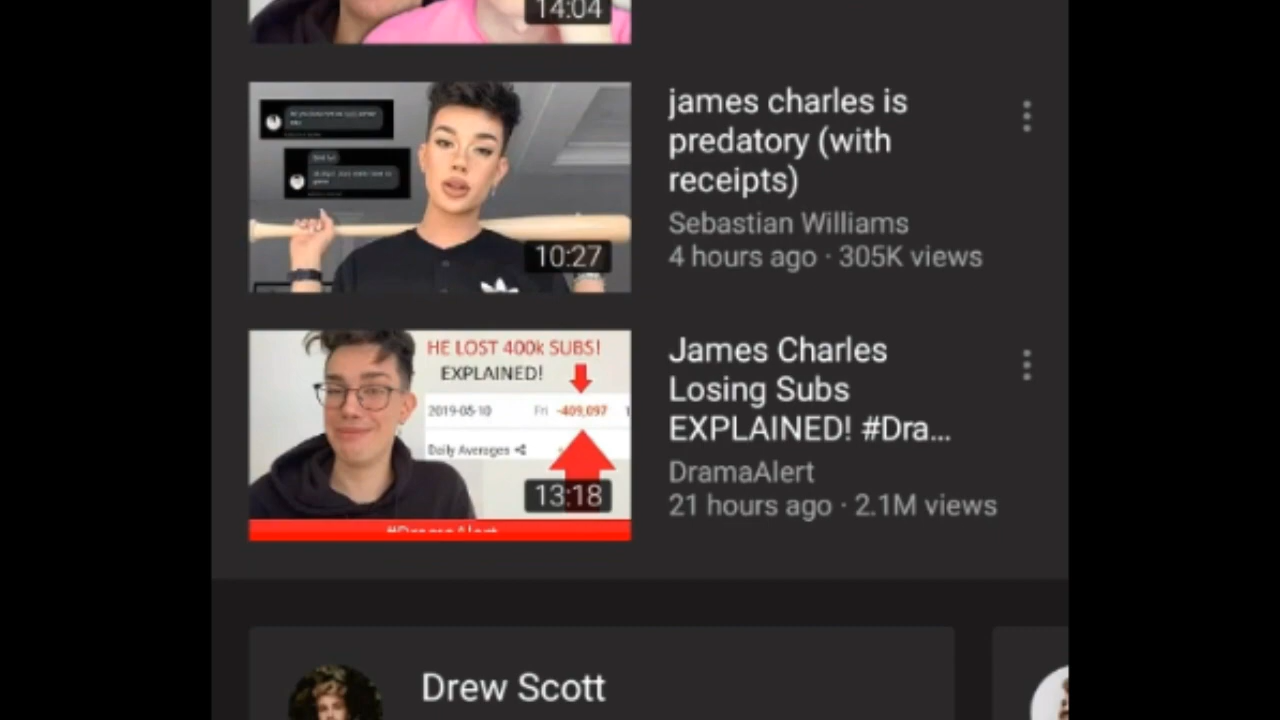 14:04
james charles is
predatory (with
receipts)
Sebastian Williams
4 hours ago · 305K views
10:27
HE LOST 400k SUBS!
EXPLAINED!
2019-05-10 Fri -409,097
Daily Averages
13:18
#DramaAlert
James Charles
Losing Subs
EXPLAINED! #Dra...
DramaAlert
21 hours ago · 2.1M views
Drew Scott